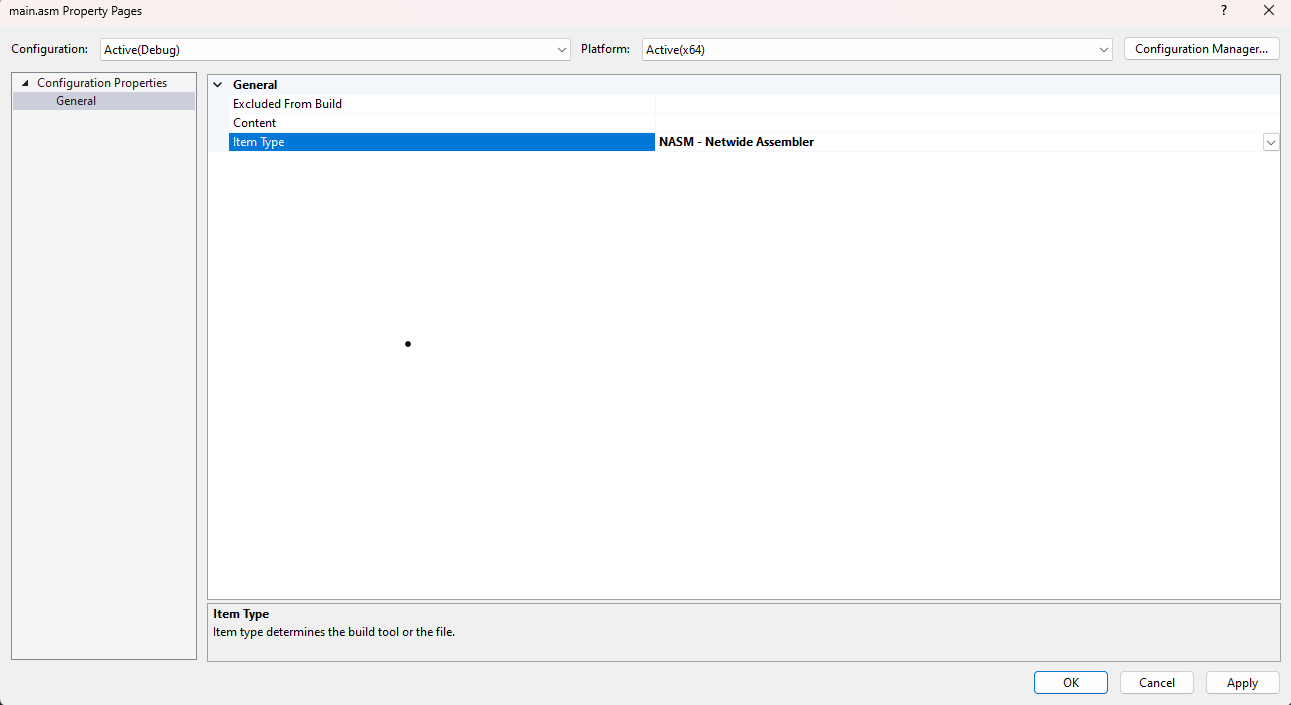 main.asm Property Pages
?
Configuration: Active(Debug) Platform: Active(x64) Configuration Manager...
Configuration Properties
General
General
Excluded From Build
Content
Item Type NASM - Netwide Assembler
Item Type
Item type determines the build tool or the file.
OK Cancel Apply